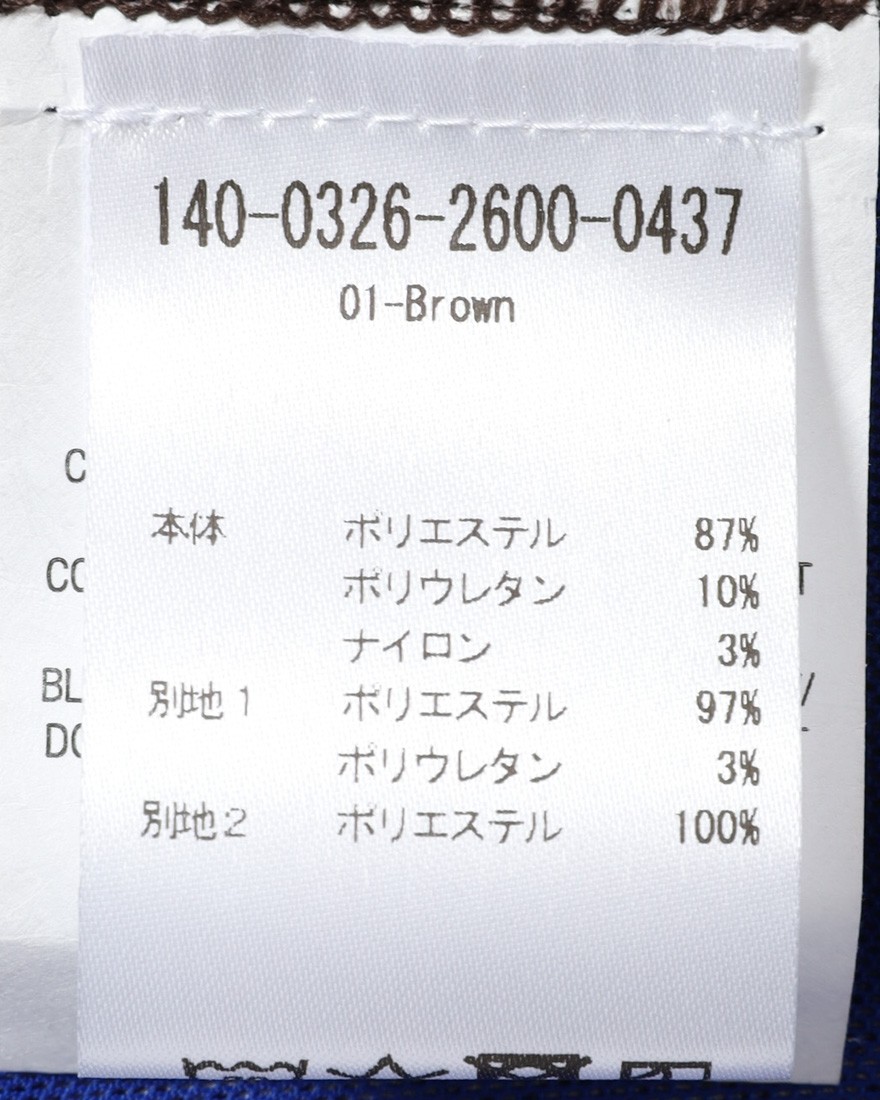 140-0326-2600-0437
01-Brown
本体 ポリエステル 87%
ポリウレタン 10%
ナイロン 3%
別地1 ポリエステル 97%
ポリウレタン 3%
別地2 ポリエステル 100%